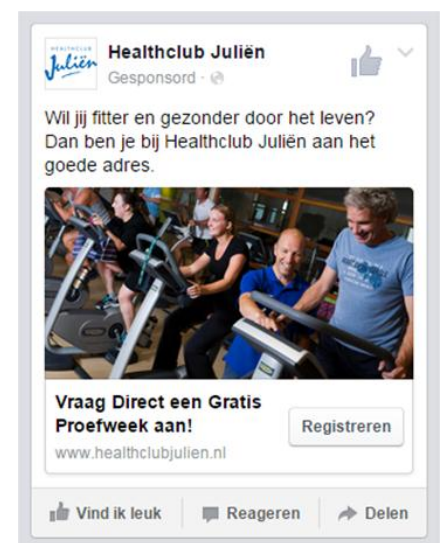 HEALTHCLUB
Juliën
Healthclub Juliën
Gesponsord ·
Wil jij fitter en gezonder door het leven?
Dan ben je bij Healthclub Juliën aan het
goede adres.
Vraag Direct een Gratis
Proefweek aan!
Registreren
www.healthclubjulien.nl
Vind ik leuk
Reageren
Delen